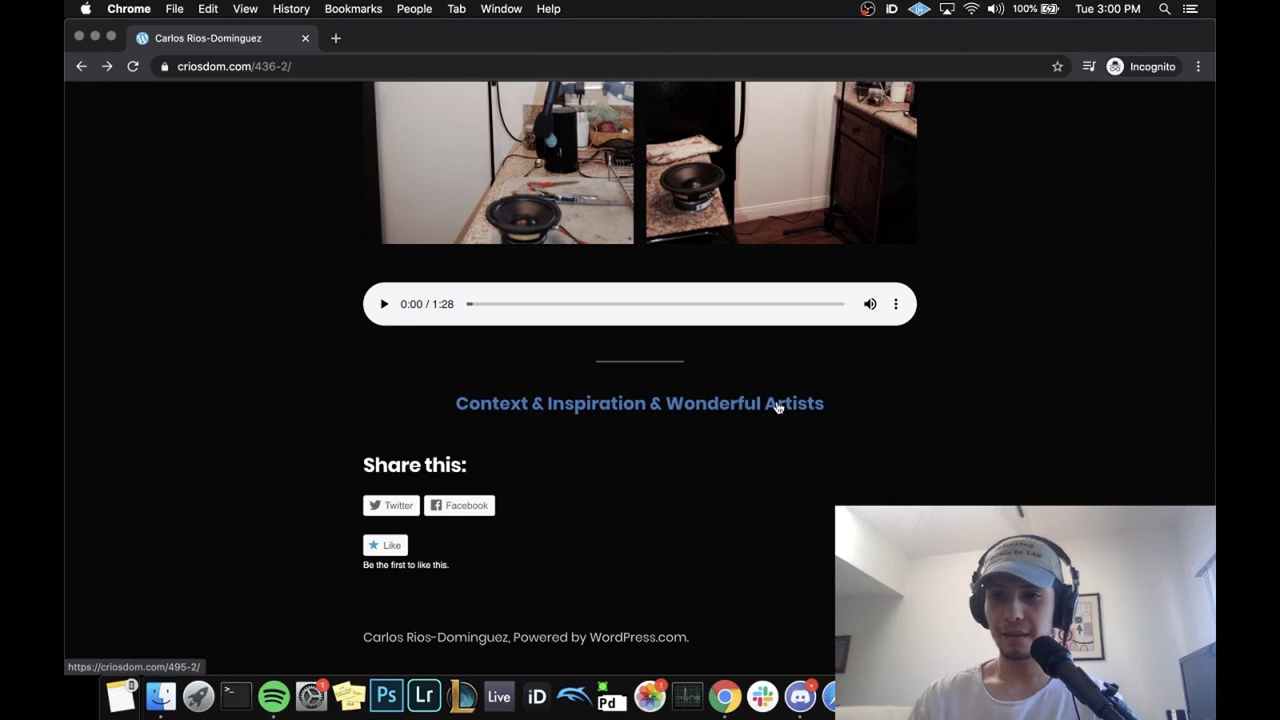 Chrome File Edit View History Bookmarks People Tab Window Help
iD 100% Tue 3:00 PM
Carlos Rios-Dominguez
criosdom.com/436-2/
Incognito
0:00 / 1:28
Context & Inspiration & Wonderful Artists
Share this:
Twitter Facebook
Like
Be the first to like this.
Carlos Rios-Dominguez, Powered by WordPress.com.
https://criosdom.com/495-2/
Ps Lr Live iD Pd